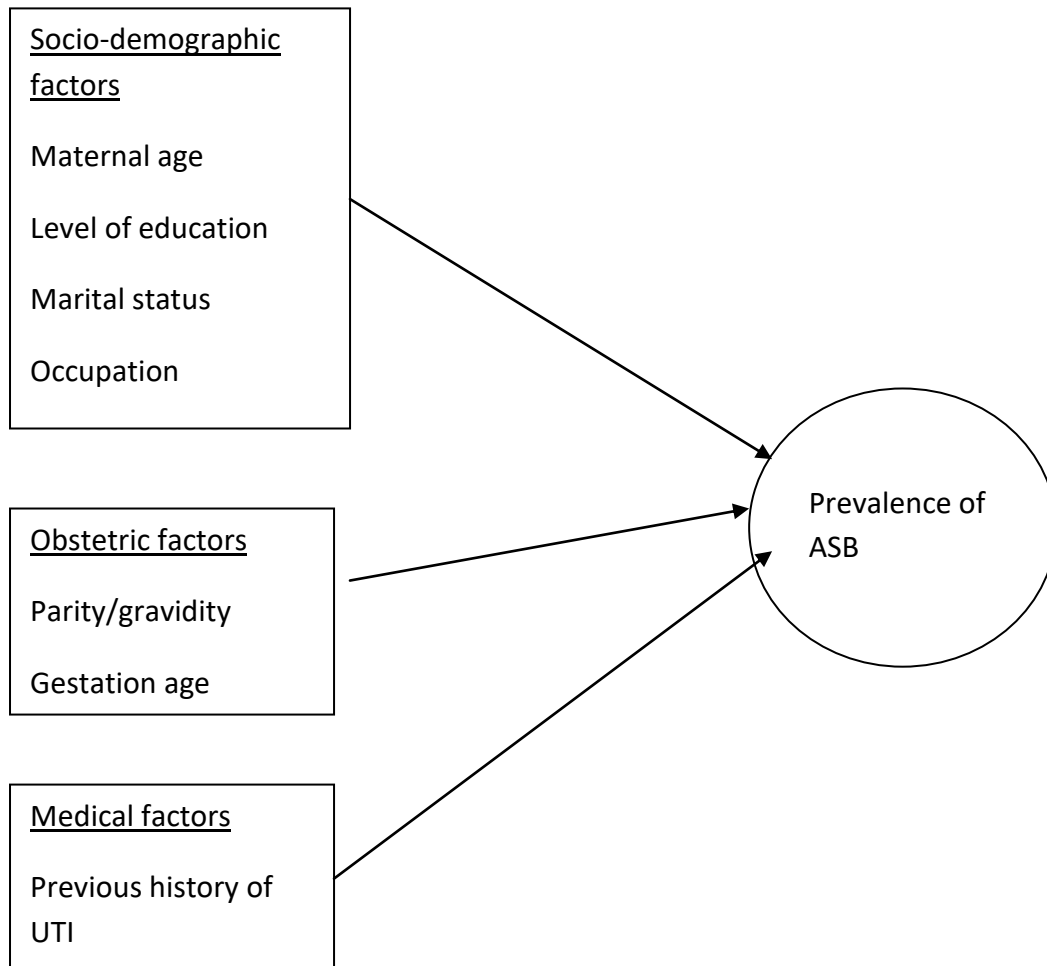 Socio-demographic
factors
Maternal age
Level of education
Marital status
Occupation
Obstetric factors
Parity/gravidity
Gestation age
Medical factors
Previous history of
UTI
Prevalence of
ASB